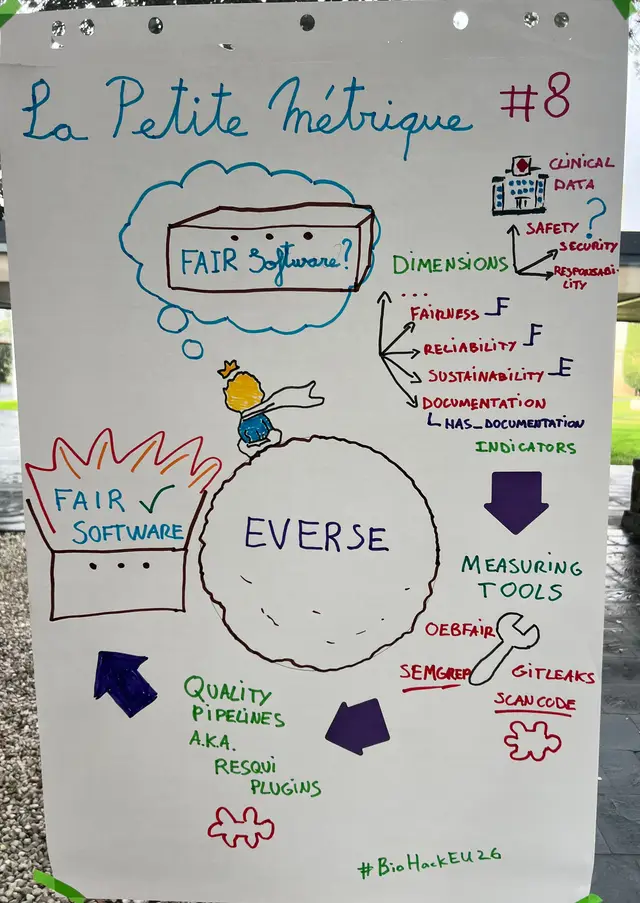 La Petite Métrique #8
CLINICAL
DATA
?
SAFETY
SECURITY
RESPONSABI-
LITY
FAIR Software?
DIMENSIONS
...
FAIRNESS
RELIABILITY
SUSTAINABILITY
DOCUMENTATION
HAS_DOCUMENTATION
INDICATORS
FAIR ✓
SOFTWARE
EVERSE
MEASURING
TOOLS
OEBFAIR
SEMGREP
GITLEAKS
SCANCODE
QUALITY
PIPELINES
A.K.A.
RESQUI
PLUGINS
#BioHackEU26